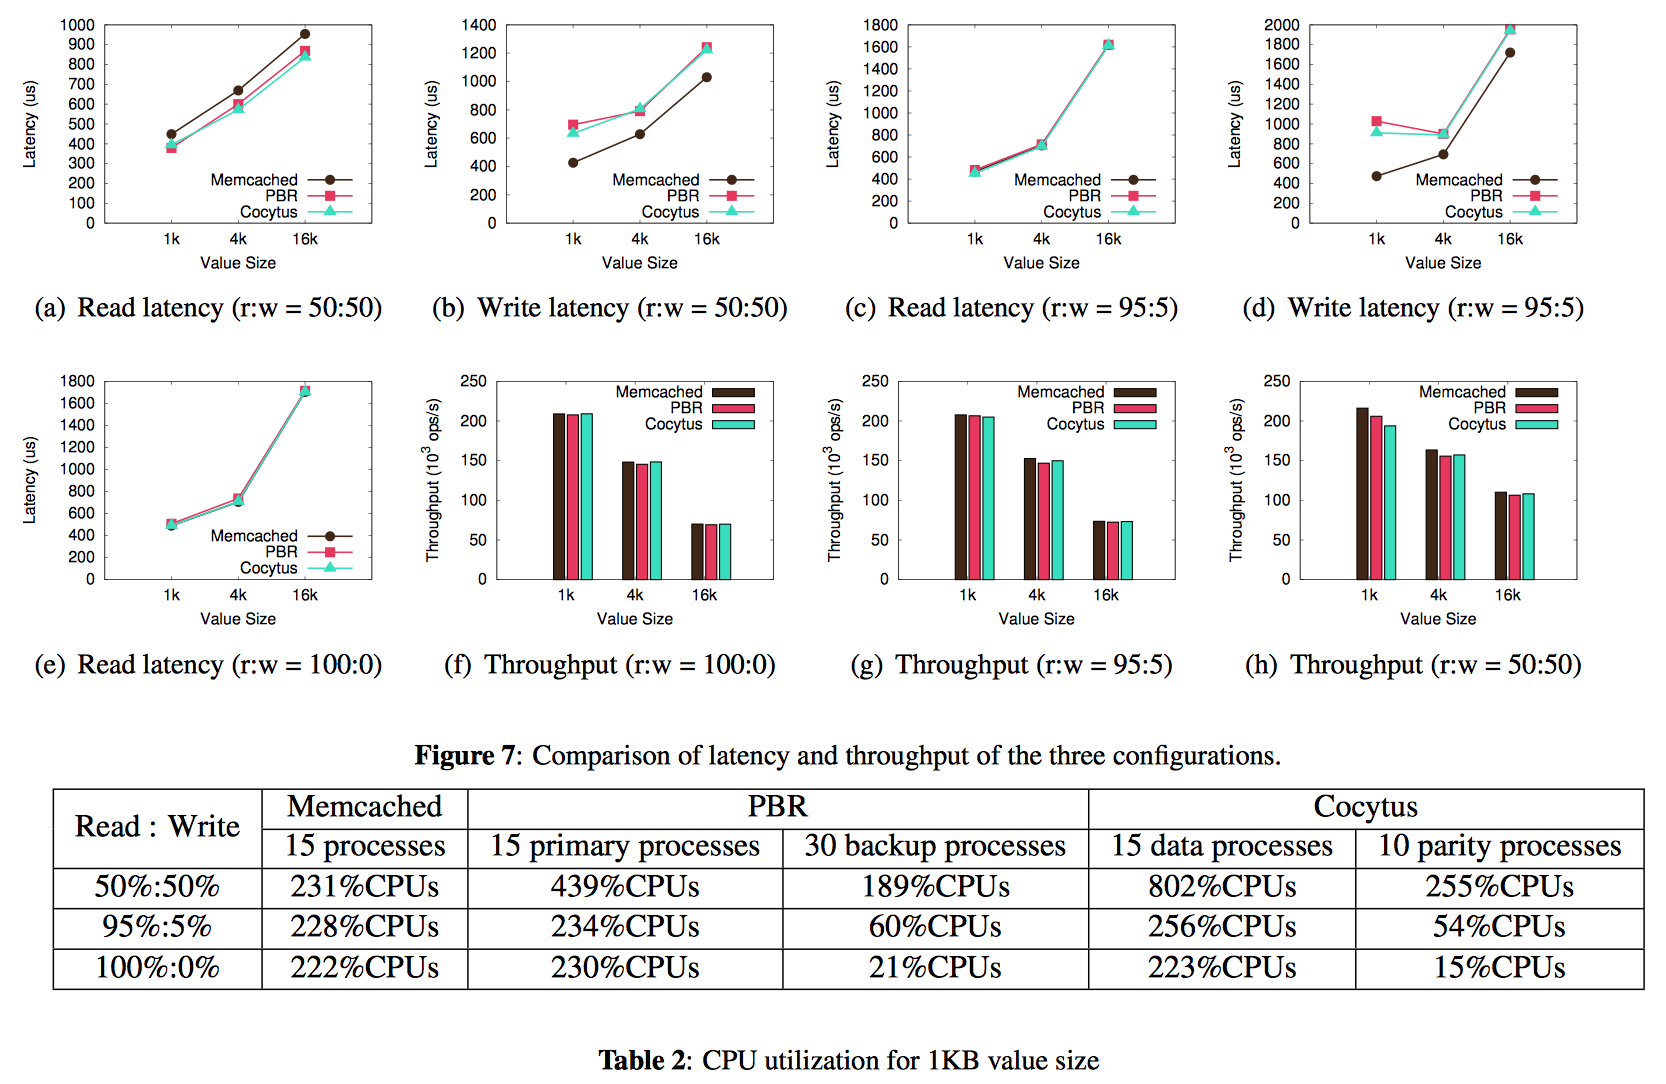 1000
900
800
700
600
500
400
300
200
100
0
Latency (us)
Memcached
PBR
Cocytus
1k 4k 16k
Value Size
(a) Read latency (r:w = 50:50)
1400
1200
1000
800
600
400
200
0
Latency (us)
Memcached
PBR
Cocytus
1k 4k 16k
Value Size
(b) Write latency (r:w = 50:50)
1800
1600
1400
1200
1000
800
600
400
200
0
Latency (us)
Memcached
PBR
Cocytus
1k 4k 16k
Value Size
(c) Read latency (r:w = 95:5)
2000
1800
1600
1400
1200
1000
800
600
400
200
0
Latency (us)
Memcached
PBR
Cocytus
1k 4k 16k
Value Size
(d) Write latency (r:w = 95:5)
1800
1600
1400
1200
1000
800
600
400
200
0
Latency (us)
Memcached
PBR
Cocytus
1k 4k 16k
Value Size
(e) Read latency (r:w = 100:0)
250
200
150
100
50
0
Throughput (10³ ops/s)
Memcached
PBR
Cocytus
1k 4k 16k
Value Size
(f) Throughput (r:w = 100:0)
250
200
150
100
50
0
Throughput (10³ ops/s)
Memcached
PBR
Cocytus
1k 4k 16k
Value Size
(g) Throughput (r:w = 95:5)
250
200
150
100
50
0
Throughput (10³ ops/s)
Memcached
PBR
Cocytus
1k 4k 16k
Value Size
(h) Throughput (r:w = 50:50)
Figure 7: Comparison of latency and throughput of the three configurations.
Read : Write Memcached PBR Cocytus
15 processes 15 primary processes 30 backup processes 15 data processes 10 parity processes
50%:50% 231%CPUs 439%CPUs 189%CPUs 802%CPUs 255%CPUs
95%:5% 228%CPUs 234%CPUs 60%CPUs 256%CPUs 54%CPUs
100%:0% 222%CPUs 230%CPUs 21%CPUs 223%CPUs 15%CPUs
Table 2: CPU utilization for 1KB value size